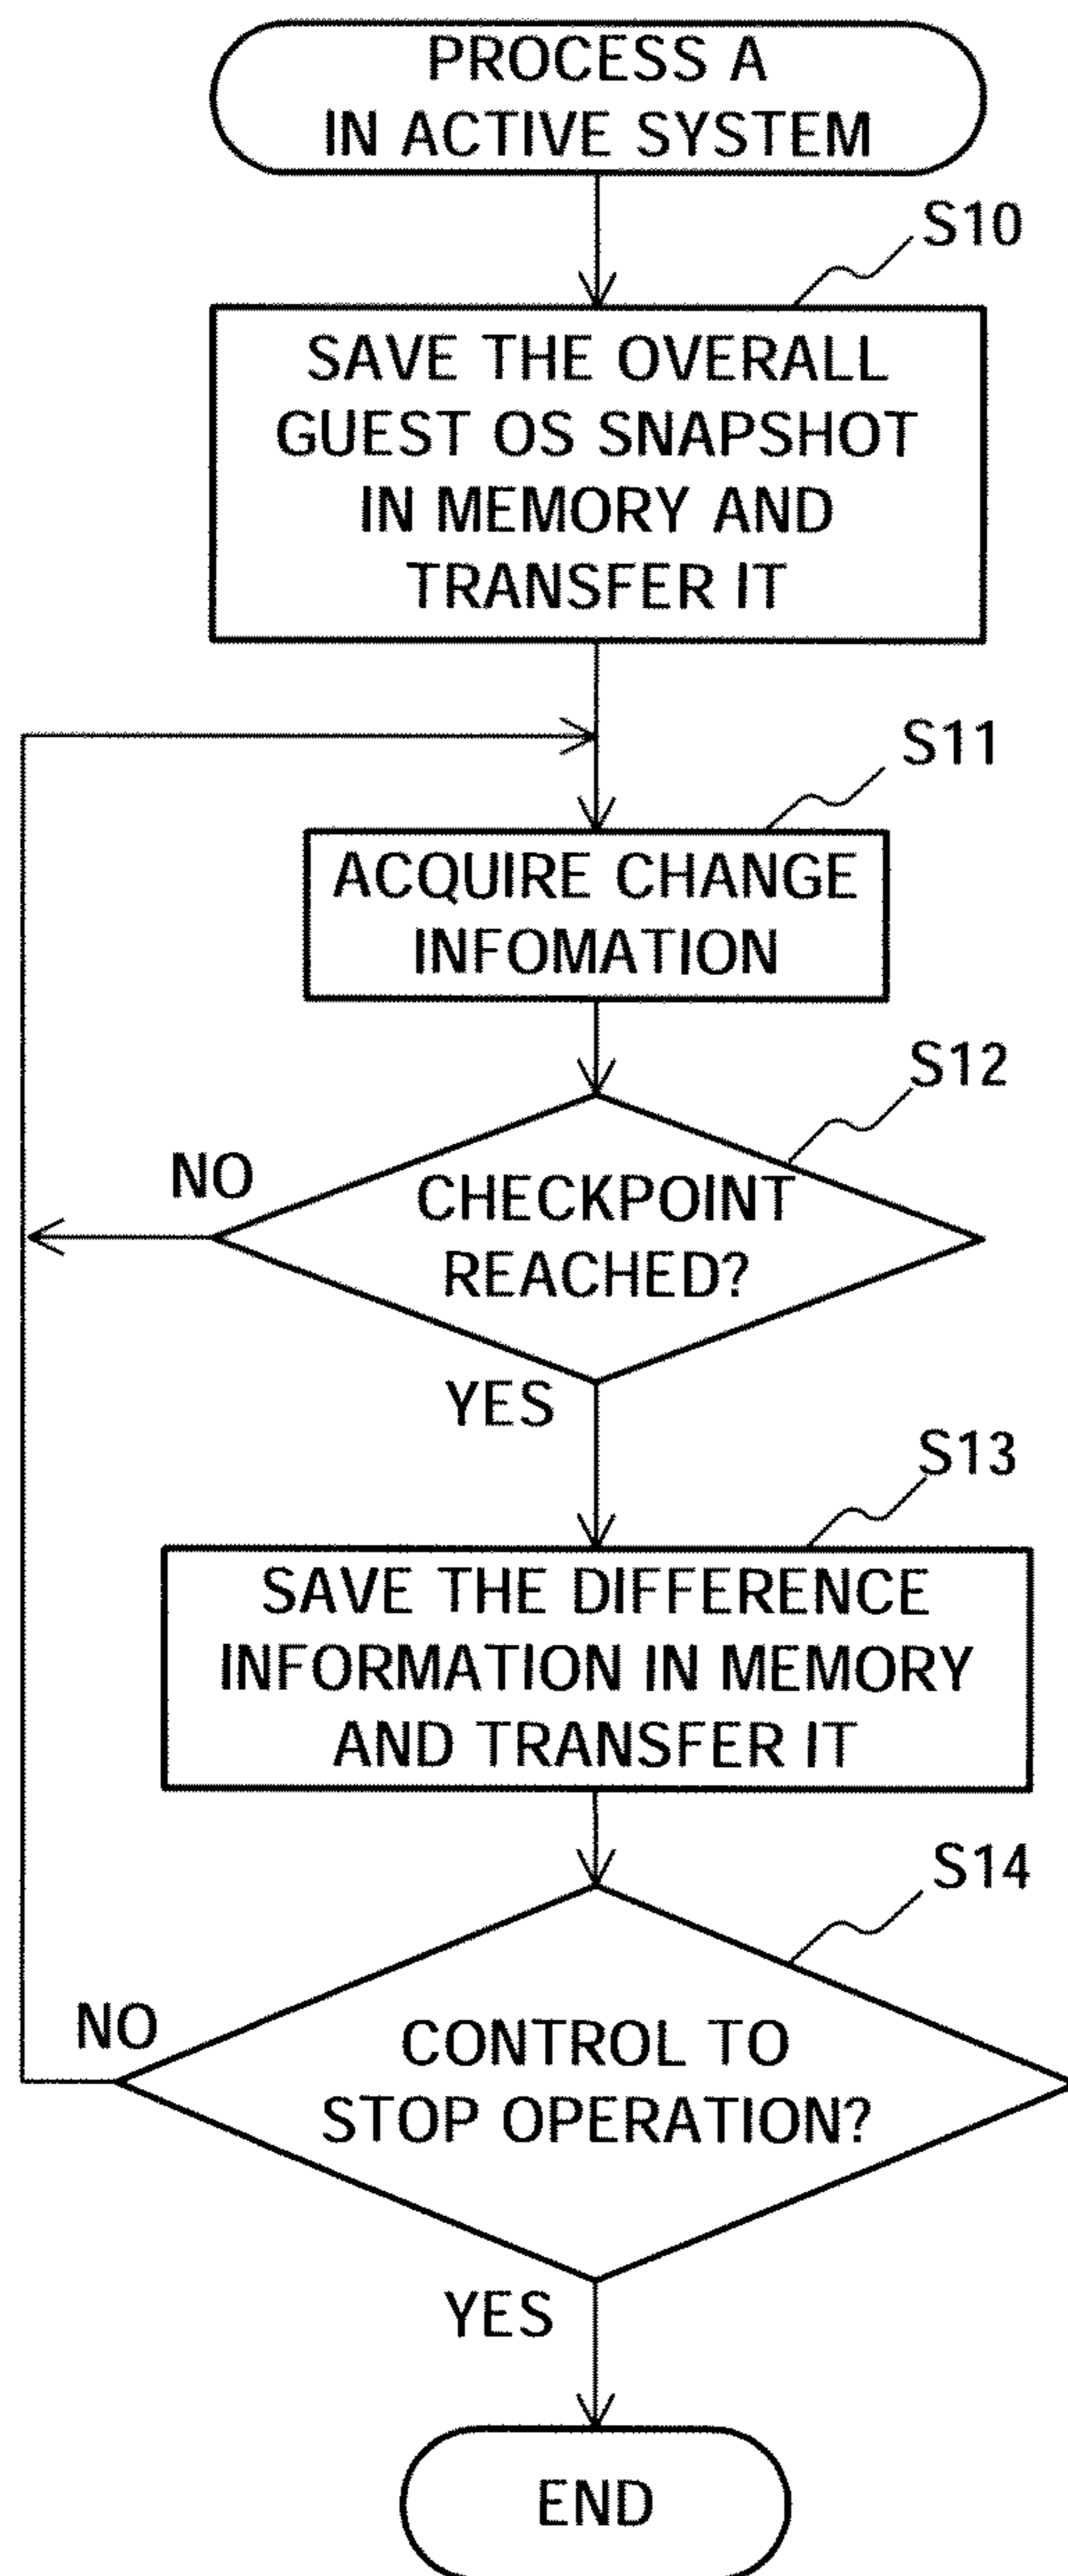 PROCESS A
IN ACTIVE SYSTEM
S10
SAVE THE OVERALL
GUEST OS SNAPSHOT
IN MEMORY AND
TRANSFER IT
S11
ACQUIRE CHANGE
INFOMATION
S12
NO
CHECKPOINT
REACHED?
YES
S13
SAVE THE DIFFERENCE
INFORMATION IN MEMORY
AND TRANSFER IT
S14
NO
CONTROL TO
STOP OPERATION?
YES
END